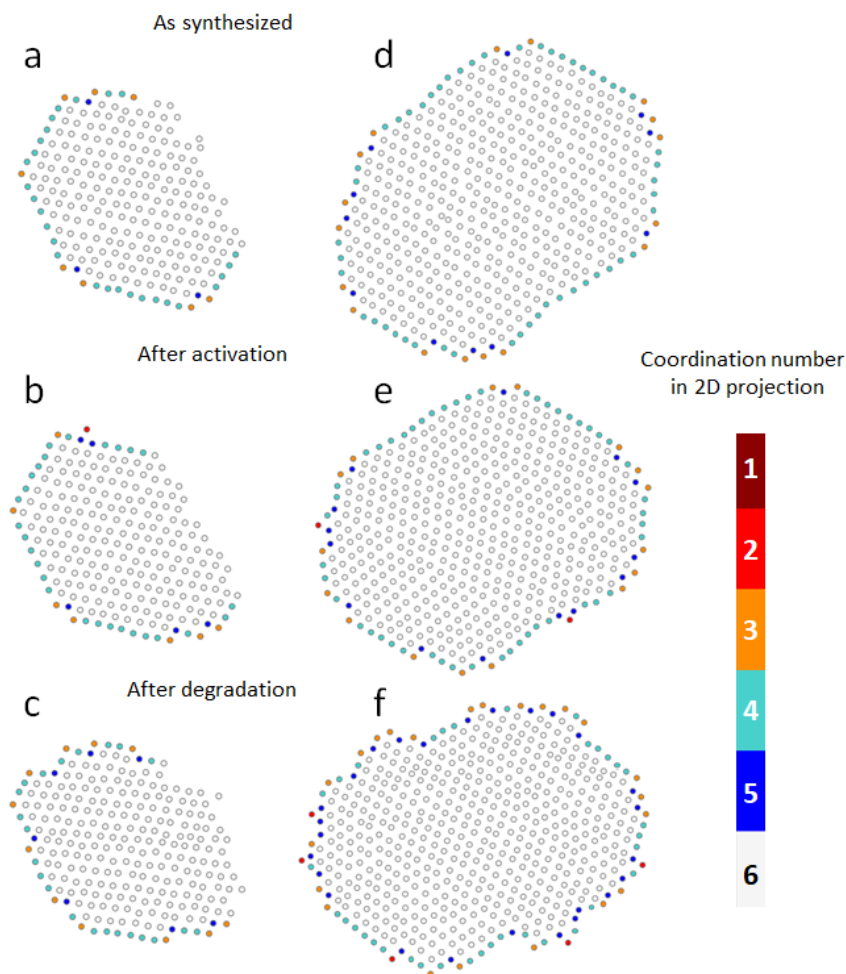 As synthesized
a
d
After activation
b
e
Coordination number
in 2D projection
1
2
3
4
5
6
After degradation
c
f